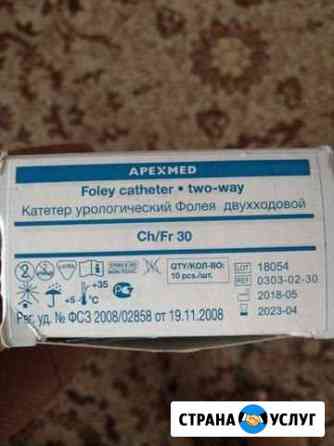 APEXMED
Foley catheter • two-way
Катетер урологический Фолея двухходовой
Ch/Fr 30
QTY/КОЛ-ВО:
10 pcs./шт.
LOT 18054
REF 0303-02-30
2018-05
2023-04
+5 °C +35
Рег. уд. № ФСЗ 2008/02858 от 19.11.2008
СТРАНА УСЛУГ